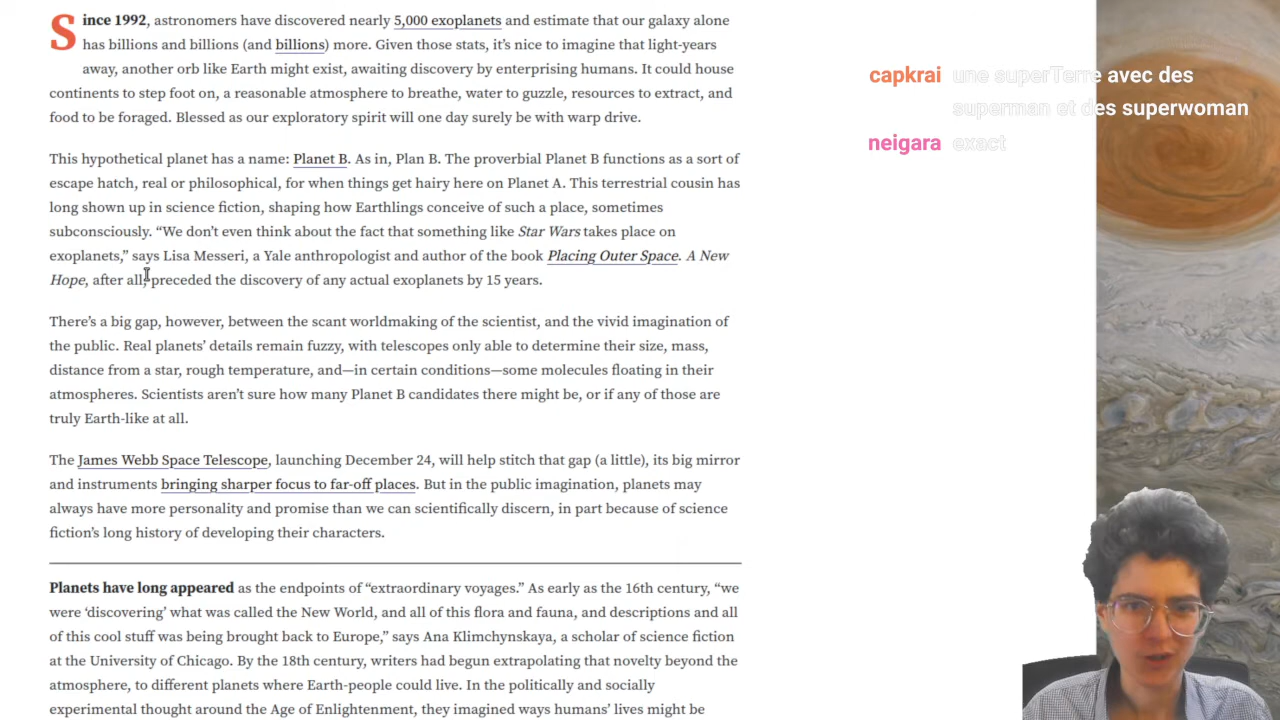 Since 1992, astronomers have discovered nearly 5,000 exoplanets and estimate that our galaxy alone
has billions and billions (and billions) more. Given those stats, it’s nice to imagine that light-years
away, another orb like Earth might exist, awaiting discovery by enterprising humans. It could house
continents to step foot on, a reasonable atmosphere to breathe, water to guzzle, resources to extract, and
food to be foraged. Blessed as our exploratory spirit will one day surely be with warp drive.
This hypothetical planet has a name: Planet B. As in, Plan B. The proverbial Planet B functions as a sort of
escape hatch, real or philosophical, for when things get hairy here on Planet A. This terrestrial cousin has
long shown up in science fiction, shaping how Earthlings conceive of such a place, sometimes
subconsciously. “We don’t even think about the fact that something like Star Wars takes place on
exoplanets,” says Lisa Messeri, a Yale anthropologist and author of the book Placing Outer Space. A New
Hope, after all, preceded the discovery of any actual exoplanets by 15 years.
There’s a big gap, however, between the scant worldmaking of the scientist, and the vivid imagination of
the public. Real planets’ details remain fuzzy, with telescopes only able to determine their size, mass,
distance from a star, rough temperature, and—in certain conditions—some molecules floating in their
atmospheres. Scientists aren’t sure how many Planet B candidates there might be, or if any of those are
truly Earth-like at all.
The James Webb Space Telescope, launching December 24, will help stitch that gap (a little), its big mirror
and instruments bringing sharper focus to far-off places. But in the public imagination, planets may
always have more personality and promise than we can scientifically discern, in part because of science
fiction’s long history of developing their characters.
Planets have long appeared as the endpoints of “extraordinary voyages.” As early as the 16th century, “we
were ‘discovering’ what was called the New World, and all of this flora and fauna, and descriptions and all
of this cool stuff was being brought back to Europe,” says Ana Klimchynskaya, a scholar of science fiction
at the University of Chicago. By the 18th century, writers had begun extrapolating that novelty beyond the
atmosphere, to different planets where Earth-people could live. In the politically and socially
experimental thought around the Age of Enlightenment, they imagined ways humans’ lives might be
capkrai une superTerre avec des
superman et des superwoman
neigara exact